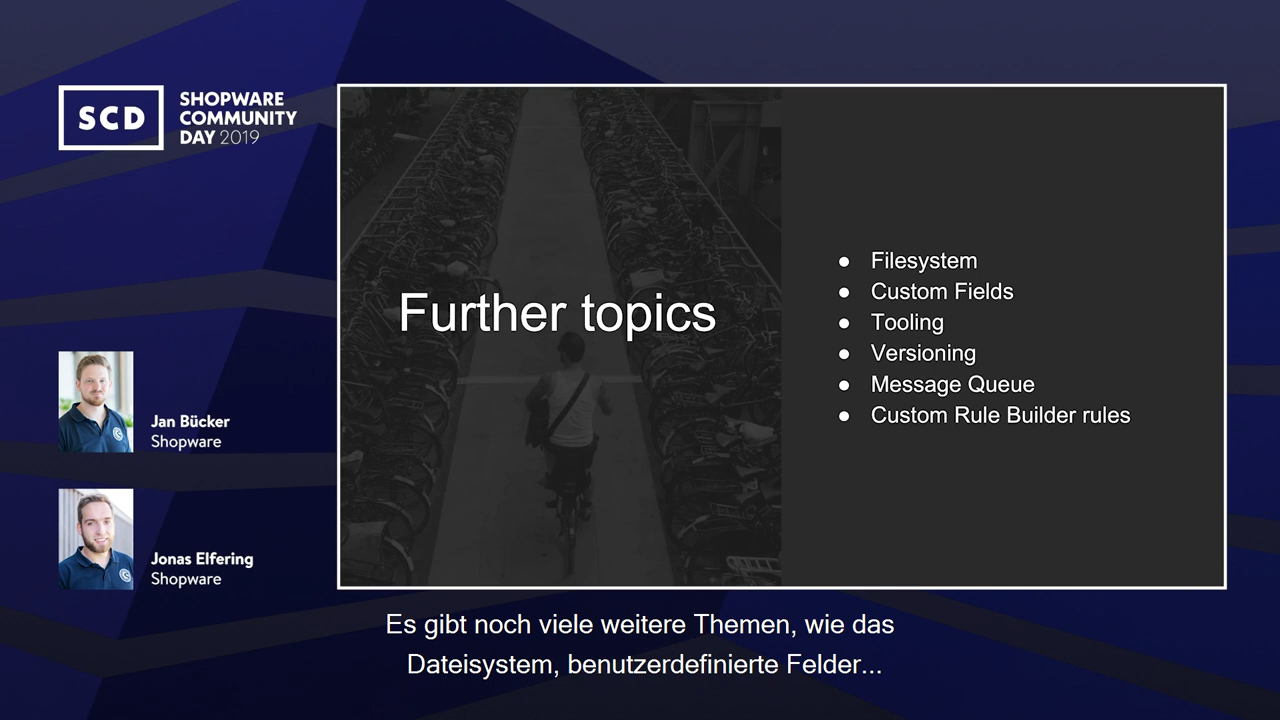 SCD
SHOPWARE
COMMUNITY
DAY 2019
Jan Bücker
Shopware
Jonas Elfering
Shopware
Further topics
● Filesystem
● Custom Fields
● Tooling
● Versioning
● Message Queue
● Custom Rule Builder rules
Es gibt noch viele weitere Themen, wie das
Dateisystem, benutzerdefinierte Felder...